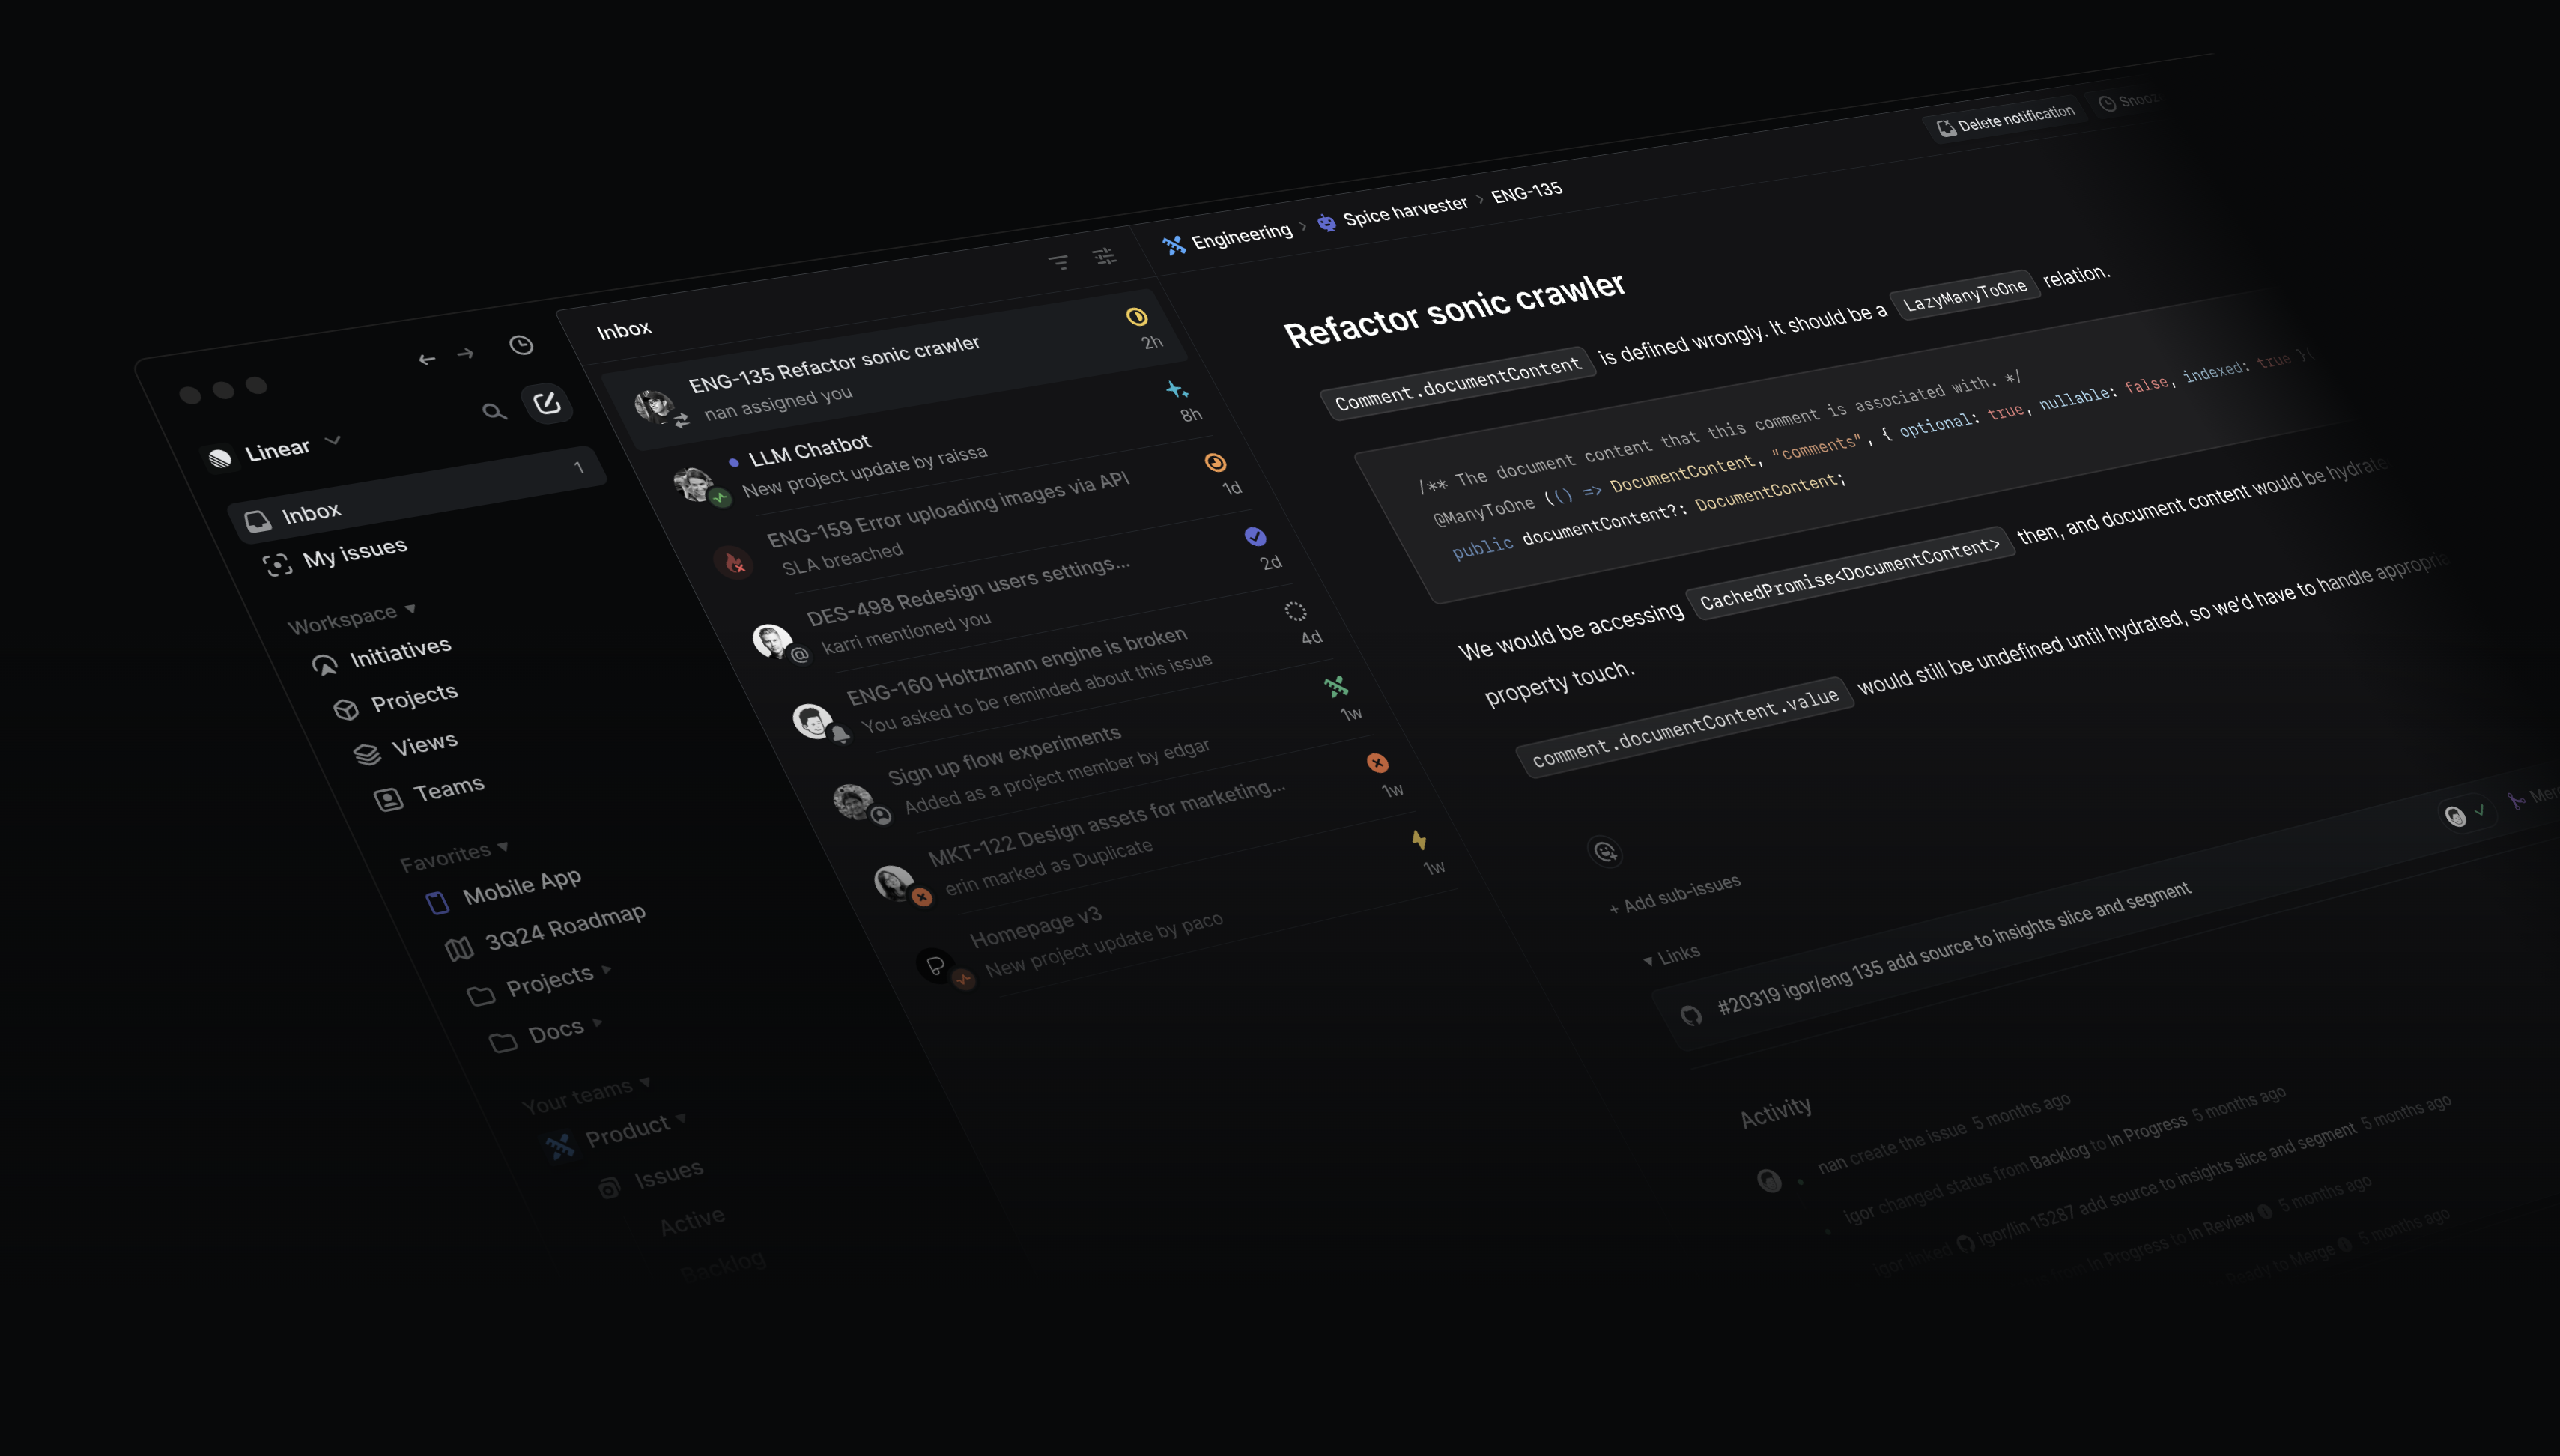 Linear
Inbox
1
My issues
Workspace
Initiatives
Projects
Views
Teams
Favorites
Mobile App
3Q24 Roadmap
Projects
Docs
Your teams
Product
Issues
Active
Backlog
Inbox
ENG-135 Refactor sonic crawler
nan assigned you
2h
LLM Chatbot
New project update by raissa
8h
ENG-159 Error uploading images via API
SLA breached
1d
DES-498 Redesign users settings...
karri mentioned you
2d
ENG-160 Holtzmann engine is broken
You asked to be reminded about this issue
4d
Sign up flow experiments
Added as a project member by edgar
1w
MKT-122 Design assets for marketing...
erin marked as Duplicate
1w
Homepage v3
New project update by paco
1w
Engineering › Spice harvester › ENG-135
Delete notification
Refactor sonic crawler
Comment.documentContent is defined wrongly. It should be a LazyManyToOne relation.
/** The document content that this comment is associated with. */
@ManyToOne (() => DocumentContent, "comments", { optional: true, nullable: false, indexed: true })
public documentContent?: DocumentContent;
We would be accessing CachedPromise<DocumentContent> then, and document content would be
property touch.
comment.documentContent.value would still be undefined until hydrated, so we'd have to handle
+ Add sub-issues
Links
#20319 igor/eng 135 add source to insights slice and segment
Activity
nan create the issue 5 months ago
igor changed status from Backlog to In Progress 5 months ago
igor linked igor/lin 15287 add source to insights slice and segment 5 months ago
In Progress to In Review 5 months ago
Ready to Merge 5 months ago